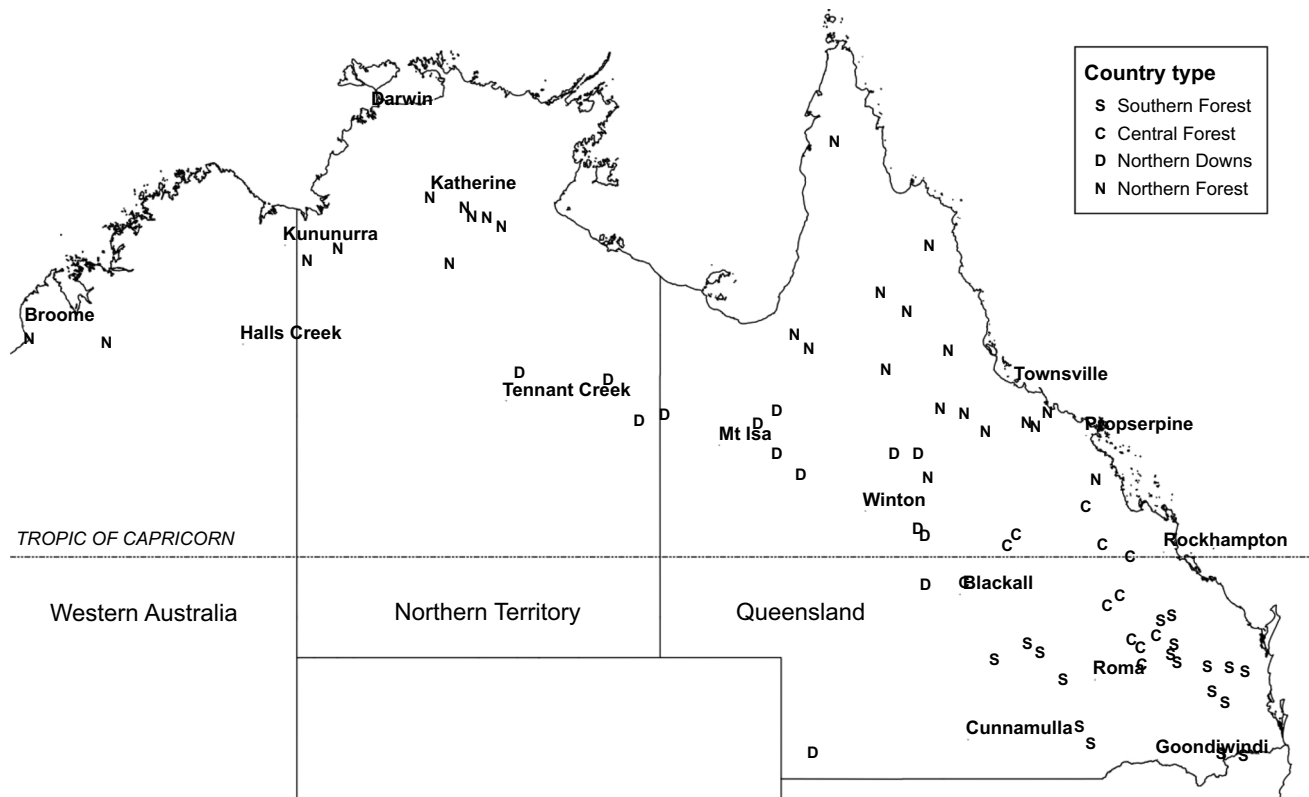 Country type
S Southern Forest
C Central Forest
D Northern Downs
N Northern Forest
Darwin
N
Katherine
N
N
N
N
N
Kununurra
N
N
N
N
N
N
Broome
Halls Creek
N
N
N
N
N
N
D
D
Townsville
Tennant Creek
N
N
N
N
N
N
D
D
D
D
Propserpine
Mt Isa
D
D
D
D
N
N
Winton
C
D
D
C
C
C
TROPIC OF CAPRICORN
Rockhampton
C
D
C
Blackall
Western Australia
Northern Territory
Queensland
C
C
S
S
C
C
C
S
S
S
S
S
S
C
Roma
S
S
S
S
S
S
S
Cunnamulla
S
S
Goondiwindi
S
S
D